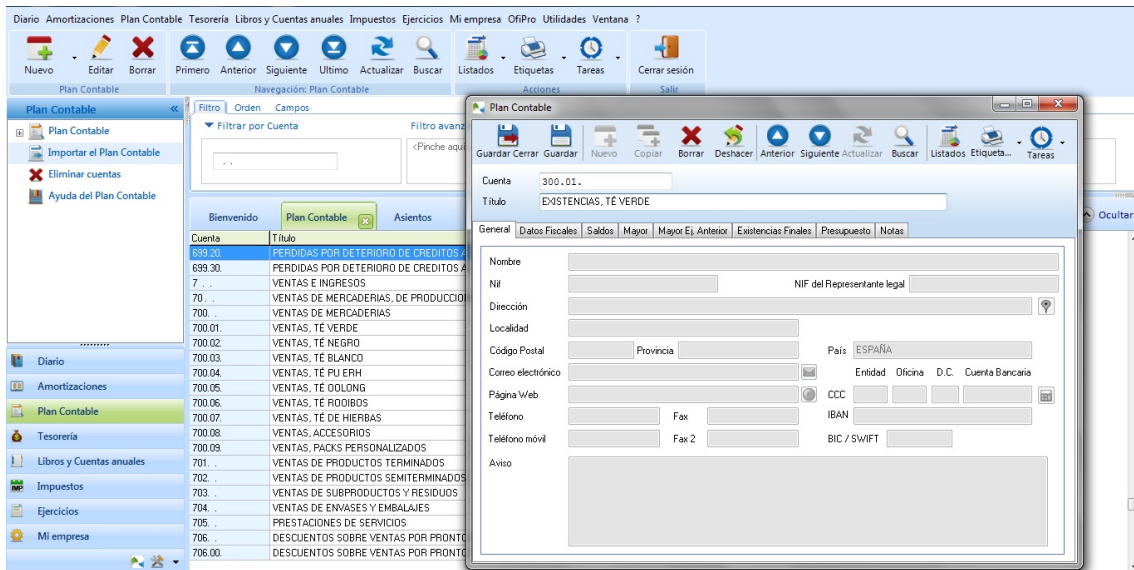 Diario Amortizaciones Plan Contable Tesorería Libros y Cuentas anuales Impuestos Ejercicios Mi empresa OfiPro Utilidades Ventana ?
Nuevo Editar Borrar Primero Anterior Siguiente Ultimo Actualizar Buscar Listados Etiquetas Tareas Cerrar sesión
Plan Contable Navegación: Plan Contable Acciones Salir
Plan Contable «
Plan Contable
Importar el Plan Contable
Eliminar cuentas
Ayuda del Plan Contable
Diario
Amortizaciones
Plan Contable
Tesorería
Libros y Cuentas anuales
Impuestos
Ejercicios
Mi empresa
Filtro Orden Campos
Filtrar por Cuenta Filtro avanz
<Pinche aquí
. .
Ocultar
Bienvenido Plan Contable Asientos
Cuenta Título
699.20. PERDIDAS POR DETERIORO DE CREDITOS A
699.30. PERDIDAS POR DETERIORO DE CREDITOS A
7 . . VENTAS E INGRESOS
70. . VENTAS DE MERCADERIAS, DE PRODUCCIO
700. . VENTAS DE MERCADERIAS
700.01. VENTAS, TÉ VERDE
700.02. VENTAS, TÉ NEGRO
700.03. VENTAS, TÉ BLANCO
700.04. VENTAS, TÉ PU ERH
700.05. VENTAS, TÉ OOLONG
700.06. VENTAS, TÉ ROOIBOS
700.07. VENTAS, TÉ DE HIERBAS
700.08. VENTAS, ACCESORIOS
700.09. VENTAS, PACKS PERSONALIZADOS
701. . VENTAS DE PRODUCTOS TERMINADOS
702. . VENTAS DE PRODUCTOS SEMITERMINADOS
703. . VENTAS DE SUBPRODUCTOS Y RESIDUOS
704. . VENTAS DE ENVASES Y EMBALAJES
705. . PRESTACIONES DE SERVICIOS
706. . DESCUENTOS SOBRE VENTAS POR PRONTO
706.00. DESCUENTOS SOBRE VENTAS POR PRONTO
Plan Contable
Guardar Cerrar Guardar Nuevo Copiar Borrar Deshacer Anterior Siguiente Actualizar Buscar Listados Etiqueta... Tareas
Cuenta 300.01.
Título EXISTENCIAS, TÉ VERDE
General Datos Fiscales Saldos Mayor Mayor Ej. Anterior Existencias Finales Presupuesto Notas
Nombre
Nif NIF del Representante legal
Dirección
Localidad
Código Postal Provincia País ESPAÑA
Correo electrónico Entidad Oficina D.C. Cuenta Bancaria
Página Web CCC
Teléfono Fax IBAN
Teléfono móvil Fax 2 BIC / SWIFT
Aviso